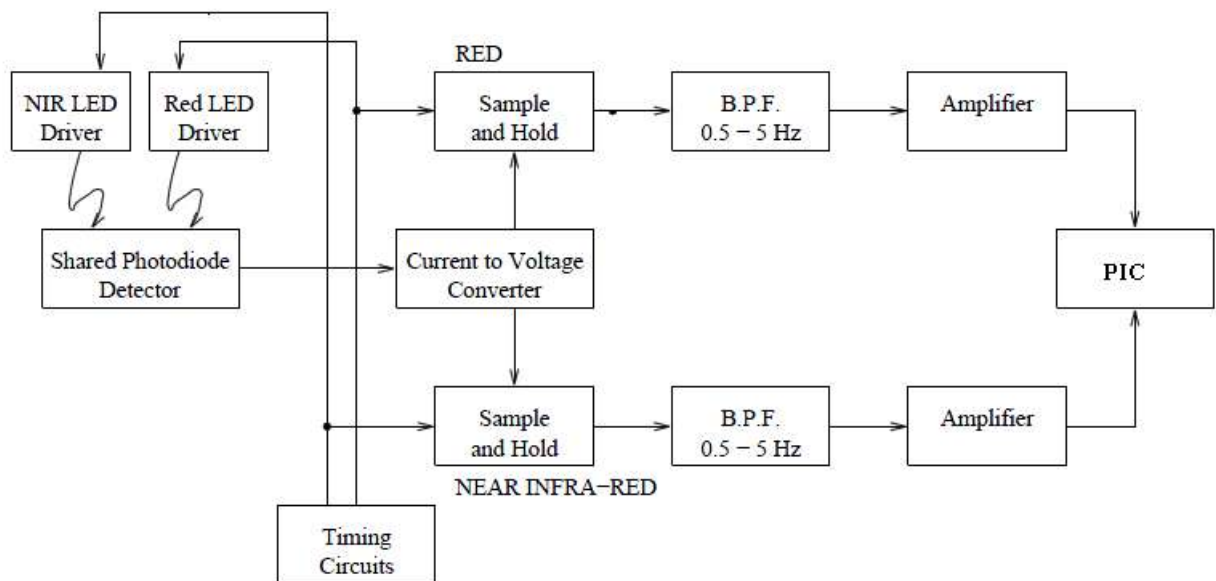 RED
NIR LED
Driver
Red LED
Driver
Sample
and Hold
B.P.F.
0.5 − 5 Hz
Amplifier
Shared Photodiode
Detector
Current to Voltage
Converter
PIC
Sample
and Hold
B.P.F.
0.5 − 5 Hz
Amplifier
NEAR INFRA−RED
Timing
Circuits